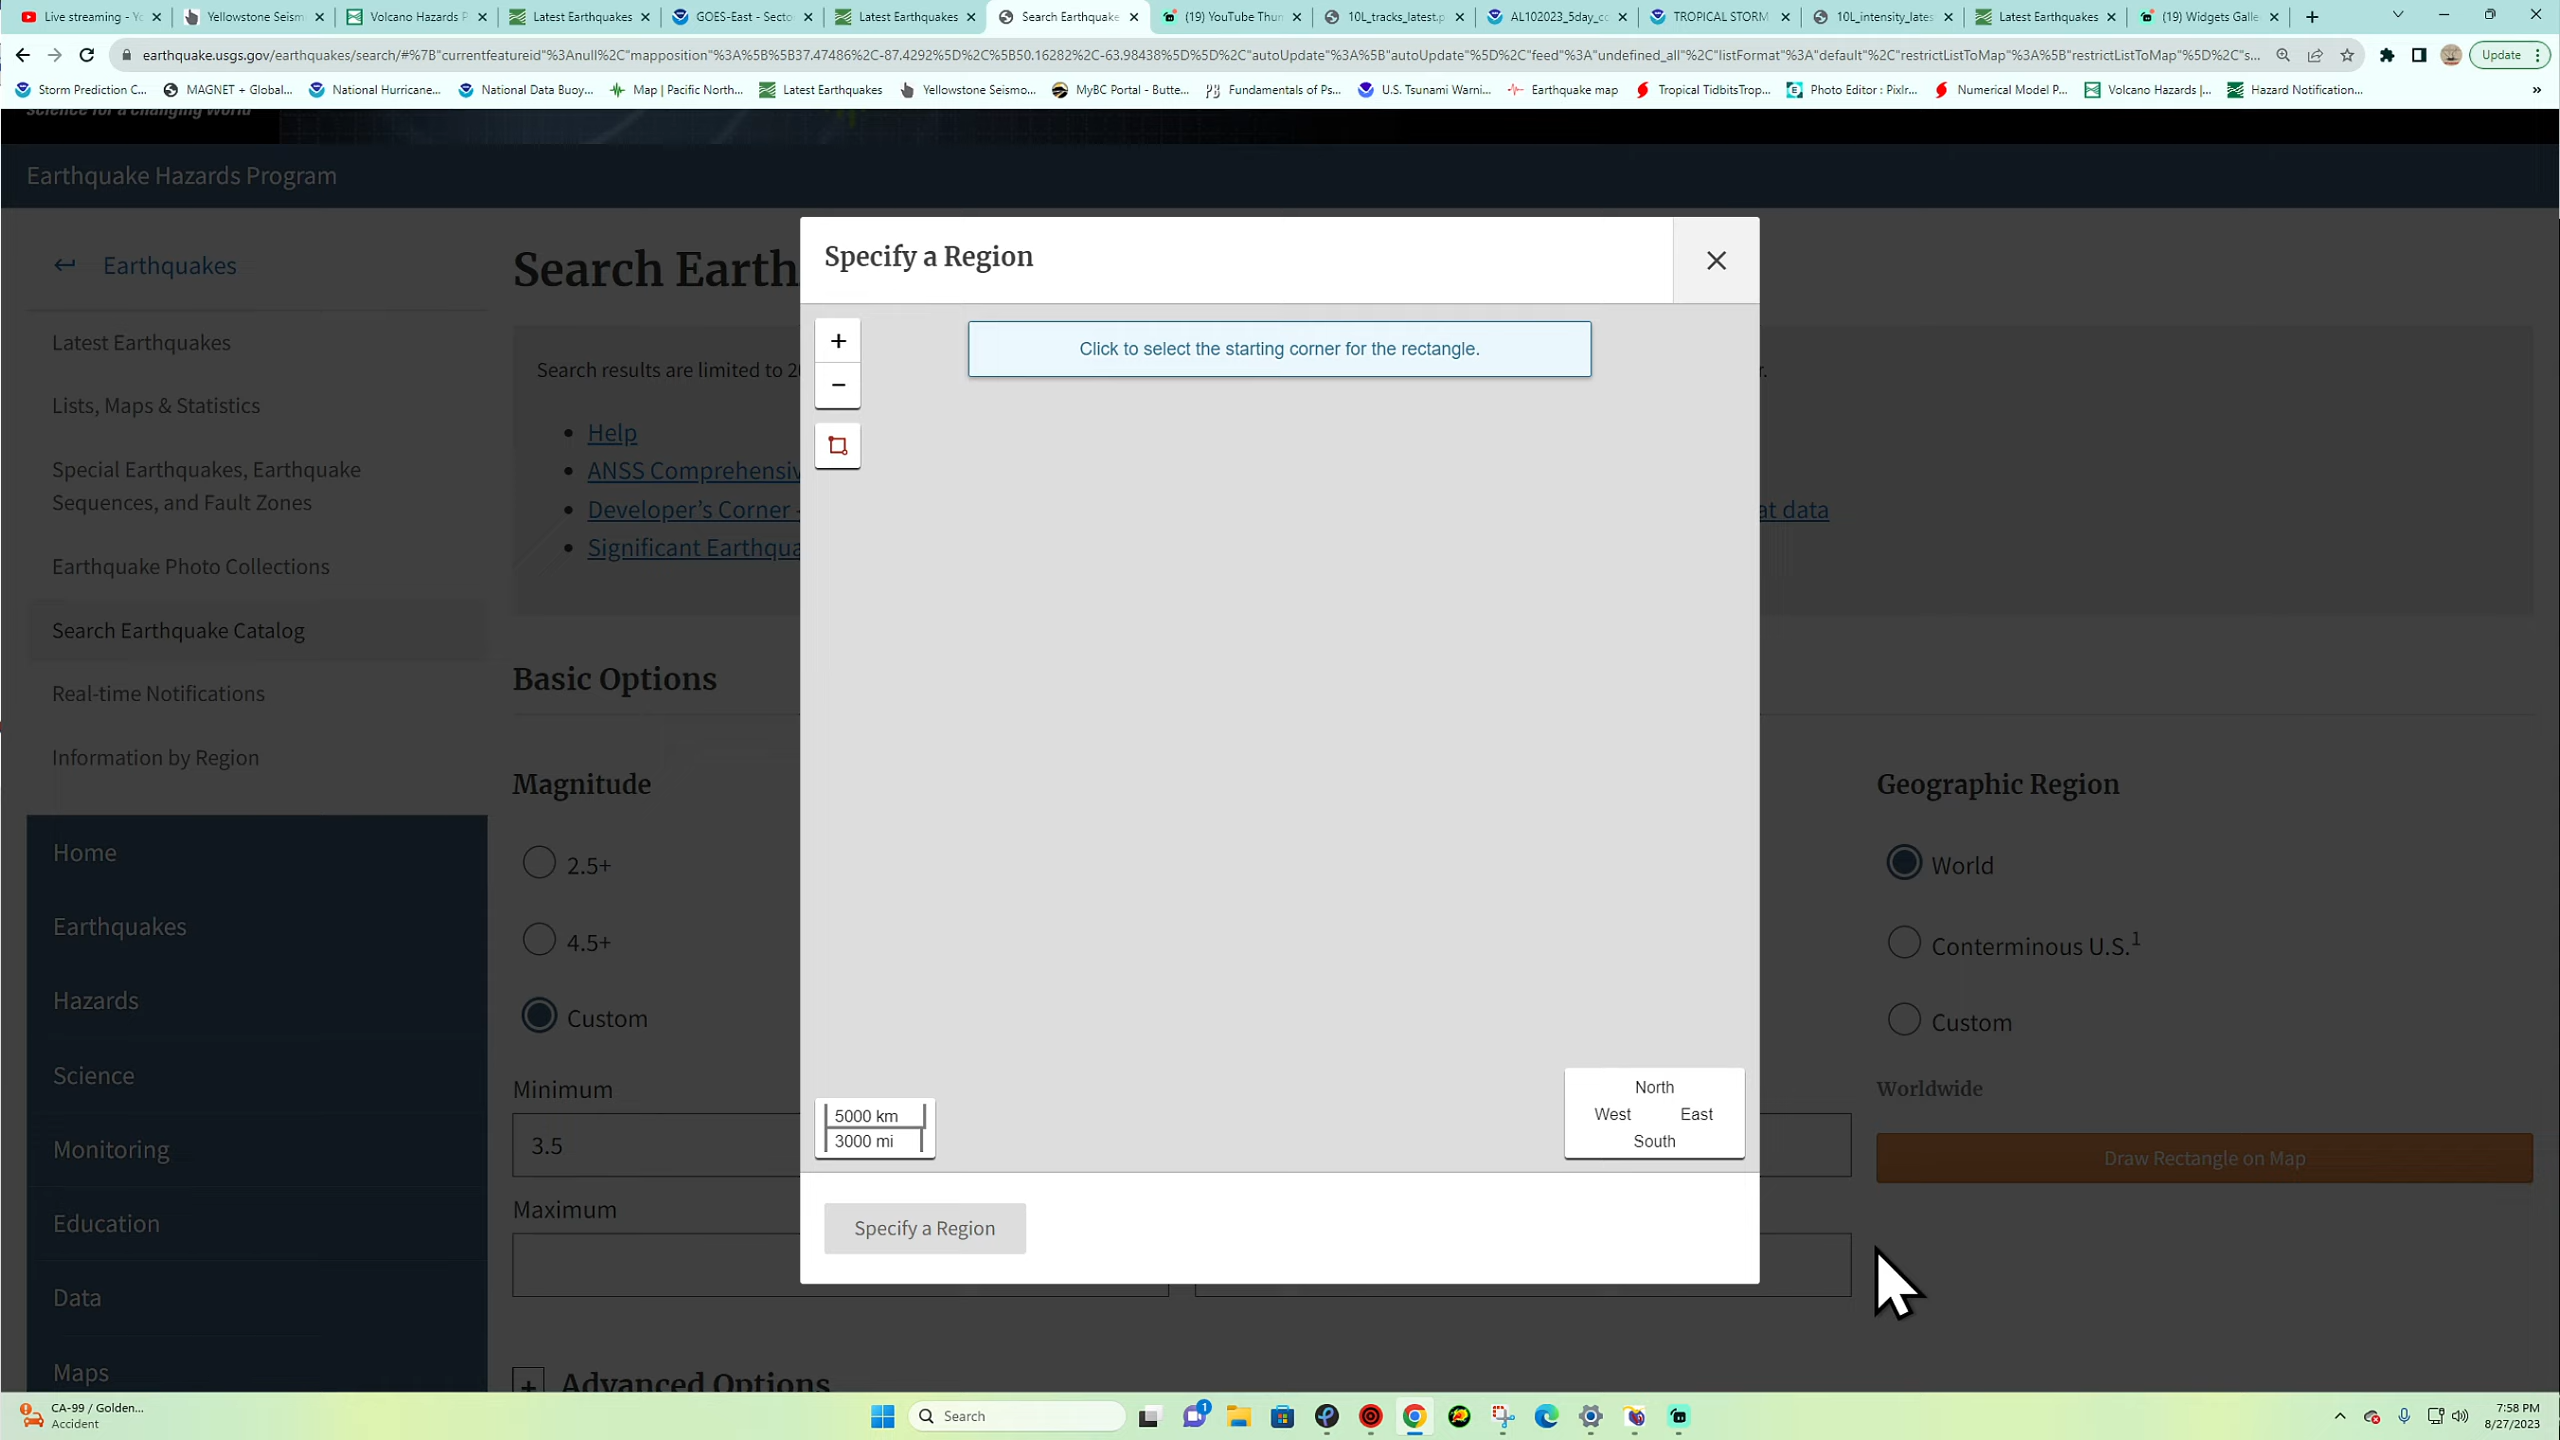 Live streaming - Yo
Yellowstone Seism
Volcano Hazards P
Latest Earthquakes
GOES-East - Secto
Latest Earthquakes
Search Earthquake
(19) YouTube Thun
10L_tracks_latest.p
AL102023_5day_co
TROPICAL STORM
10L_intensity_lates
Latest Earthquakes
(19) Widgets Galle
earthquake.usgs.gov/earthquakes/search/#%7B"currentfeatureid"%3Anull%2C"mapposition"%3A%5B%5B37.47486%2C-87.4292%5D%2C%5B50.16282%2C-63.98438%5D%5D%2C"autoUpdate"%3A%5B"autoUpdate"%5D%2C"feed"%3A"undefined_all"%2C"listFormat"%3A"default"%2C"restrictListToMap"%3A%5B"restrictListToMap"%5D%2C"s...
Update
Storm Prediction C...
MAGNET + Global...
National Hurricane...
National Data Buoy...
Map | Pacific North...
Latest Earthquakes
Yellowstone Seismo...
MyBC Portal - Butte...
Fundamentals of Ps...
U.S. Tsunami Warni...
Earthquake map
Tropical TidbitsTrop...
Photo Editor : Pixlr...
Numerical Model P...
Volcano Hazards |...
Hazard Notification...
»
science for a changing world
Earthquake Hazards Program
Earthquakes
Latest Earthquakes
Lists, Maps & Statistics
Special Earthquakes, Earthquake
Sequences, and Fault Zones
Earthquake Photo Collections
Search Earthquake Catalog
Real-time Notifications
Information by Region
Home
Earthquakes
Hazards
Science
Monitoring
Education
Data
Maps
Search Earth
Search results are limited to 20
r.
Help
ANSS Comprehensiv
Developer's Corner -
at data
Significant Earthqua
Basic Options
Magnitude
2.5+
4.5+
Custom
Minimum
3.5
Maximum
Advanced Options
Specify a Region
Click to select the starting corner for the rectangle.
+
−
5000 km
3000 mi
North
West East
South
Specify a Region
Geographic Region
World
Conterminous U.S.1
Custom
Worldwide
Draw Rectangle on Map
CA-99 / Golden...
Accident
Search
1
7:58 PM
8/27/2023